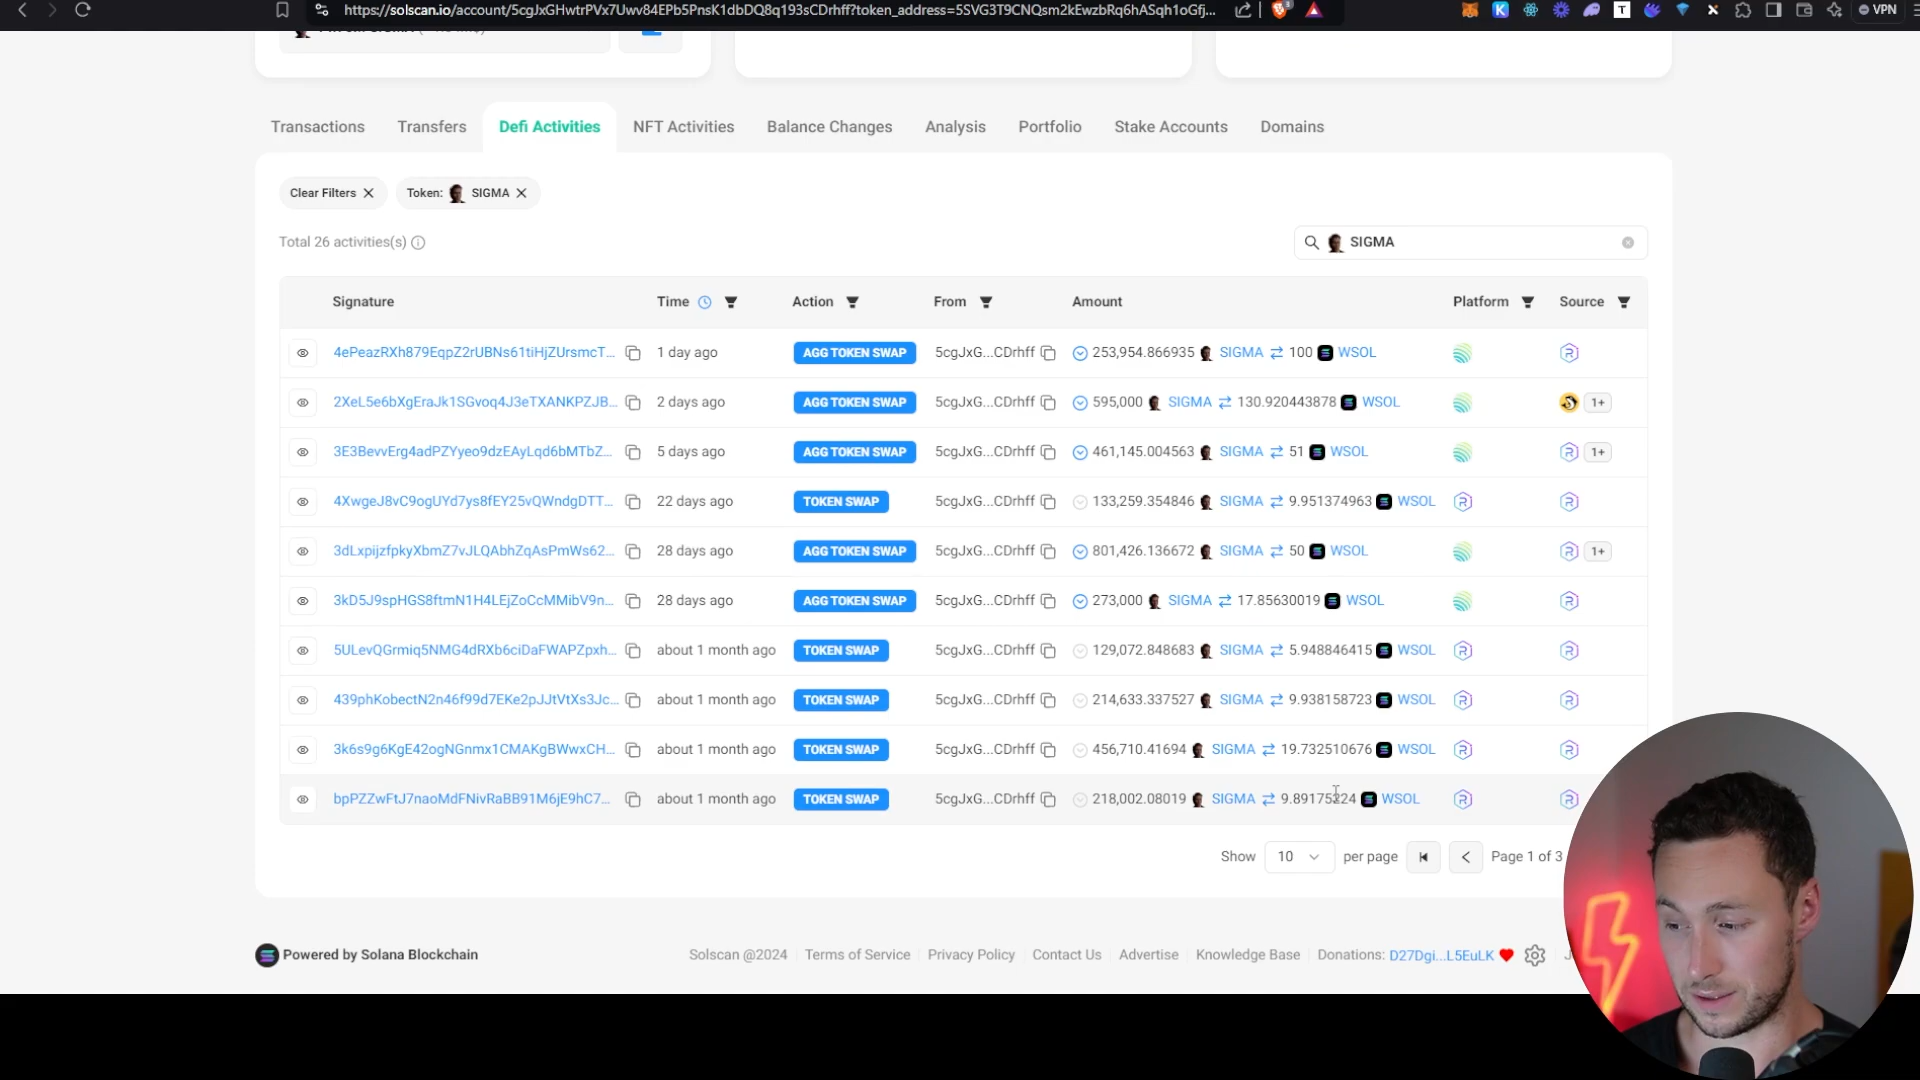 https://solscan.io/account/5cgJxGHwtrPVx7Uwv84EPb5PnsK1dbDQ8q193sCDrhff?token_address=5SVG3T9CNQsm2kEwzbRq6hASqh1oGfj...
VPN
Transactions Transfers Defi Activities NFT Activities Balance Changes Analysis Portfolio Stake Accounts Domains
Clear Filters Token: SIGMA
Total 26 activities(s)
SIGMA
Signature Time Action From Amount Platform Source
4ePeazRXh879EqpZ2rUBNs61tiHjZUrsmcT... 1 day ago AGG TOKEN SWAP 5cgJxG...CDrhff 253,954.866935 SIGMA 100 WSOL
2XeL5e6bXgEraJk1SGvoq4J3eTXANKPZJB... 2 days ago AGG TOKEN SWAP 5cgJxG...CDrhff 595,000 SIGMA 130.920443878 WSOL 1+
3E3BevvErg4adPZYyeo9dzEAyLqd6bMTbZ... 5 days ago AGG TOKEN SWAP 5cgJxG...CDrhff 461,145.004563 SIGMA 51 WSOL 1+
4XwgeJ8vC9ogUYd7ys8fEY25vQWndgDTT... 22 days ago TOKEN SWAP 5cgJxG...CDrhff 133,259.354846 SIGMA 9.951374963 WSOL
3dLxpijzfpkyXbmZ7vJLQAbhZqAsPmWs62... 28 days ago AGG TOKEN SWAP 5cgJxG...CDrhff 801,426.136672 SIGMA 50 WSOL 1+
3kD5J9spHGS8ftmN1H4LEjZoCcMMibV9n... 28 days ago AGG TOKEN SWAP 5cgJxG...CDrhff 273,000 SIGMA 17.85630019 WSOL
5ULevQGrmiq5NMG4dRXb6ciDaFWAPZpxh... about 1 month ago TOKEN SWAP 5cgJxG...CDrhff 129,072.848683 SIGMA 5.948846415 WSOL
439phKobectN2n46f99d7EKe2pJJtVtXs3Jc... about 1 month ago TOKEN SWAP 5cgJxG...CDrhff 214,633.337527 SIGMA 9.938158723 WSOL
3k6s9g6KgE42ogNGnmx1CMAKgBWwxCH... about 1 month ago TOKEN SWAP 5cgJxG...CDrhff 456,710.41694 SIGMA 19.732510676 WSOL
bpPZZwFtJ7naoMdFNivRaBB91M6jE9hC7... about 1 month ago TOKEN SWAP 5cgJxG...CDrhff 218,002.08019 SIGMA 9.89175224 WSOL
Show 10 per page Page 1 of 3
Powered by Solana Blockchain Solscan @2024 Terms of Service Privacy Policy Contact Us Advertise Knowledge Base Donations: D27Dgi...L5EuLK